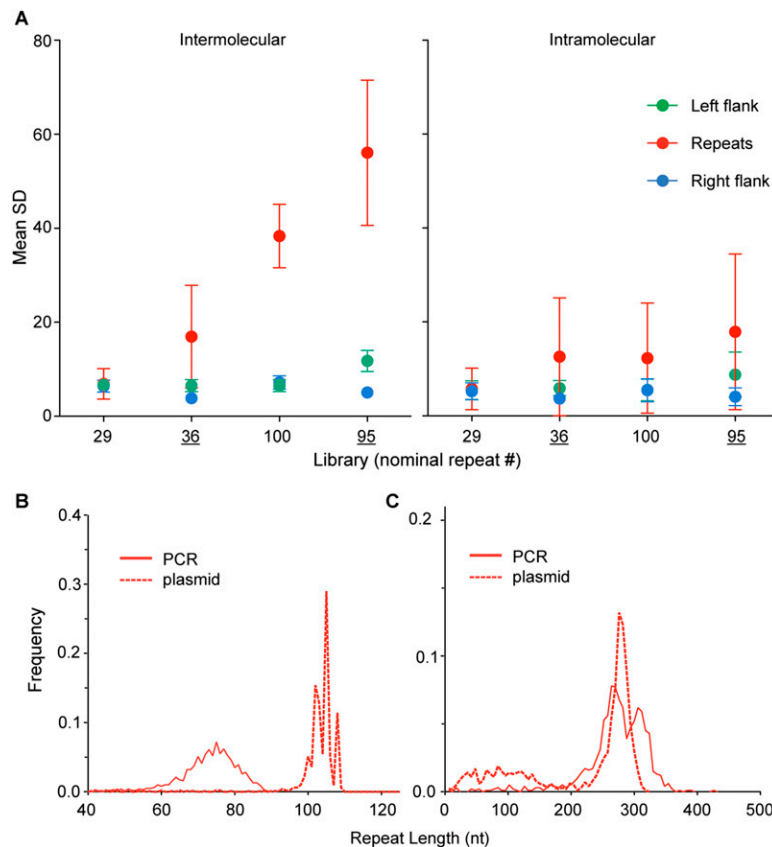 A
Intermolecular
Intramolecular
80
60
40
20
0
Mean SD
Left flank
Repeats
Right flank
29
36
100
95
29
36
100
95
Library (nominal repeat #)
B
0.4
0.3
0.2
0.1
0.0
Frequency
PCR
plasmid
40
60
80
100
120
C
0.2
0.1
0.0
PCR
plasmid
0
100
200
300
400
500
Repeat Length (nt)